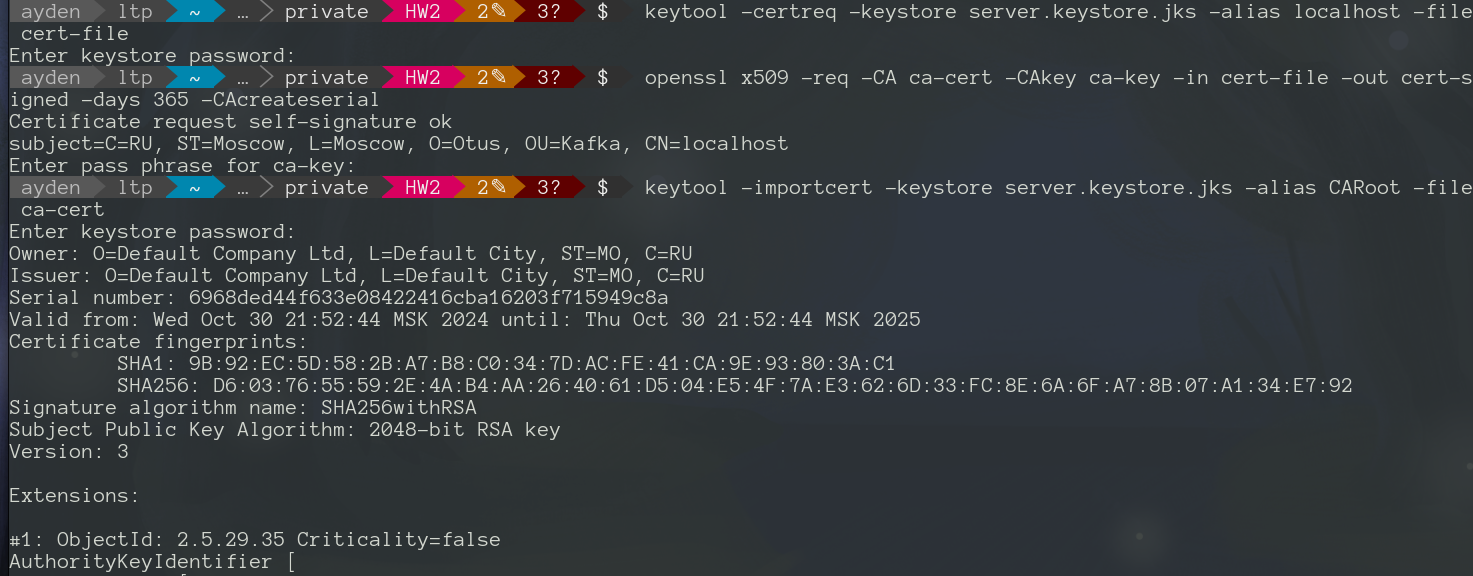 ayden ltp ~ … private HW2 2✎ 3? $ keytool -certreq -keystore server.keystore.jks -alias localhost -file
cert-file
Enter keystore password:
ayden ltp ~ … private HW2 2✎ 3? $ openssl x509 -req -CA ca-cert -CAkey ca-key -in cert-file -out cert-s
igned -days 365 -CAcreateserial
Certificate request self-signature ok
subject=C=RU, ST=Moscow, L=Moscow, O=Otus, OU=Kafka, CN=localhost
Enter pass phrase for ca-key:
ayden ltp ~ … private HW2 2✎ 3? $ keytool -importcert -keystore server.keystore.jks -alias CARoot -file
ca-cert
Enter keystore password:
Owner: O=Default Company Ltd, L=Default City, ST=MO, C=RU
Issuer: O=Default Company Ltd, L=Default City, ST=MO, C=RU
Serial number: 6968ded44f633e08422416cba16203f715949c8a
Valid from: Wed Oct 30 21:52:44 MSK 2024 until: Thu Oct 30 21:52:44 MSK 2025
Certificate fingerprints:
SHA1: 9B:92:EC:5D:58:2B:A7:B8:C0:34:7D:AC:FE:41:CA:9E:93:80:3A:C1
SHA256: D6:03:76:55:59:2E:4A:B4:AA:26:40:61:D5:04:E5:4F:7A:E3:62:6D:33:FC:8E:6A:6F:A7:8B:07:A1:34:E7:92
Signature algorithm name: SHA256withRSA
Subject Public Key Algorithm: 2048-bit RSA key
Version: 3
Extensions:
#1: ObjectId: 2.5.29.35 Criticality=false
AuthorityKeyIdentifier [